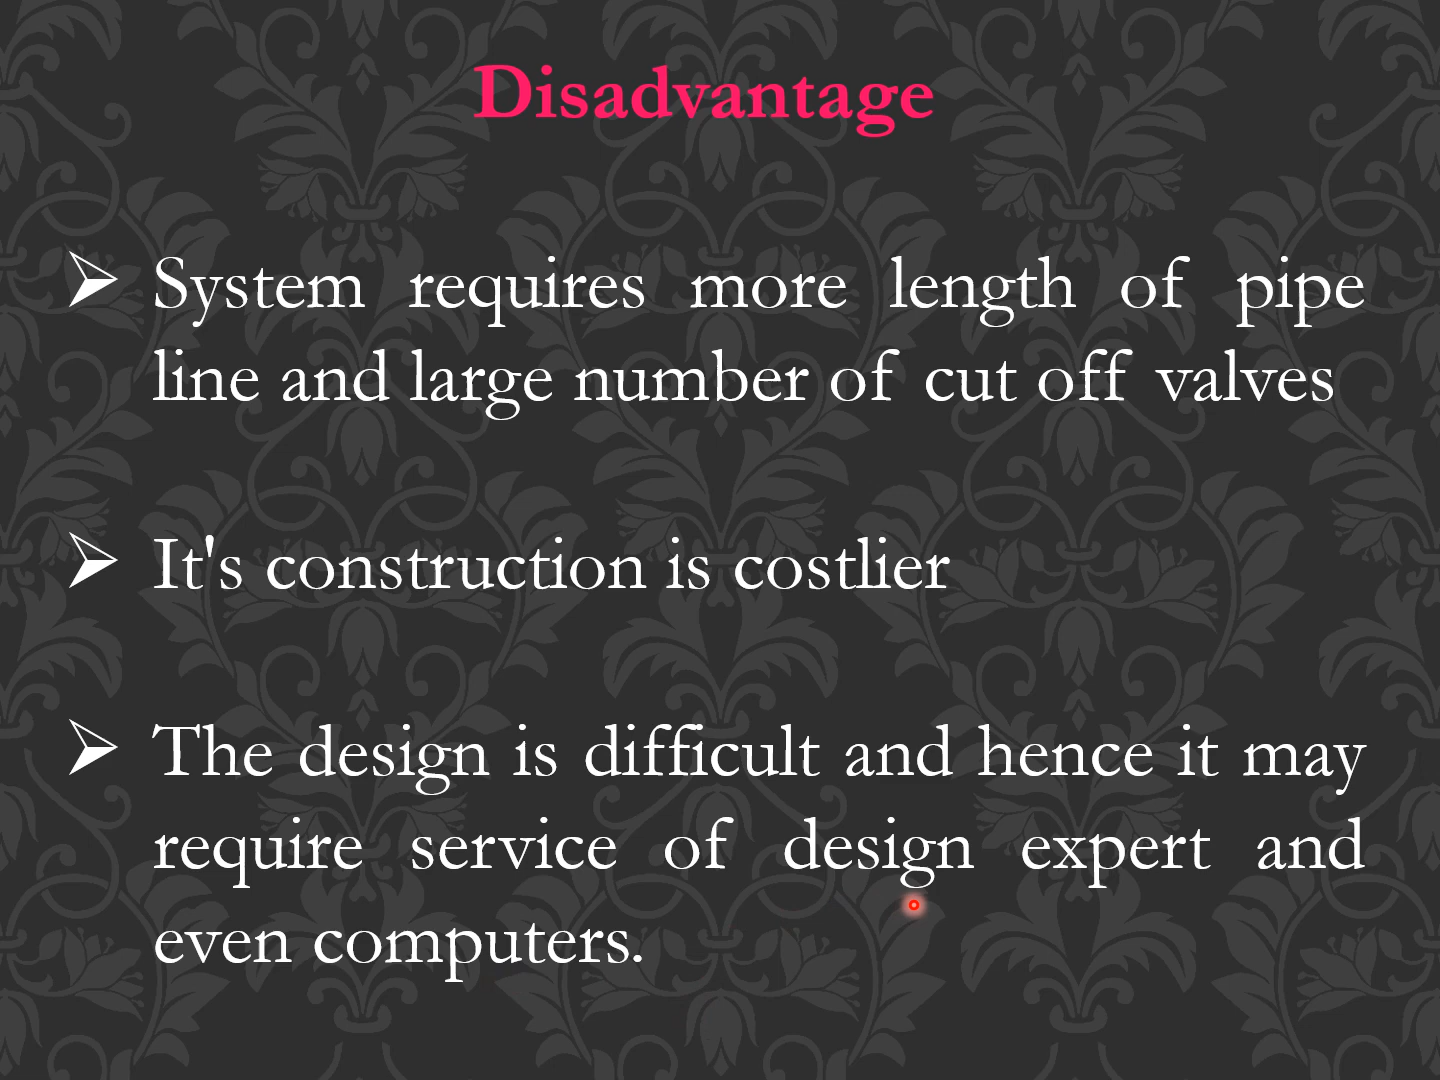 Disadvantage
➢ System requires more length of pipe
line and large number of cut off valves
➢ It's construction is costlier
➢ The design is difficult and hence it may
require service of design expert and
even computers.